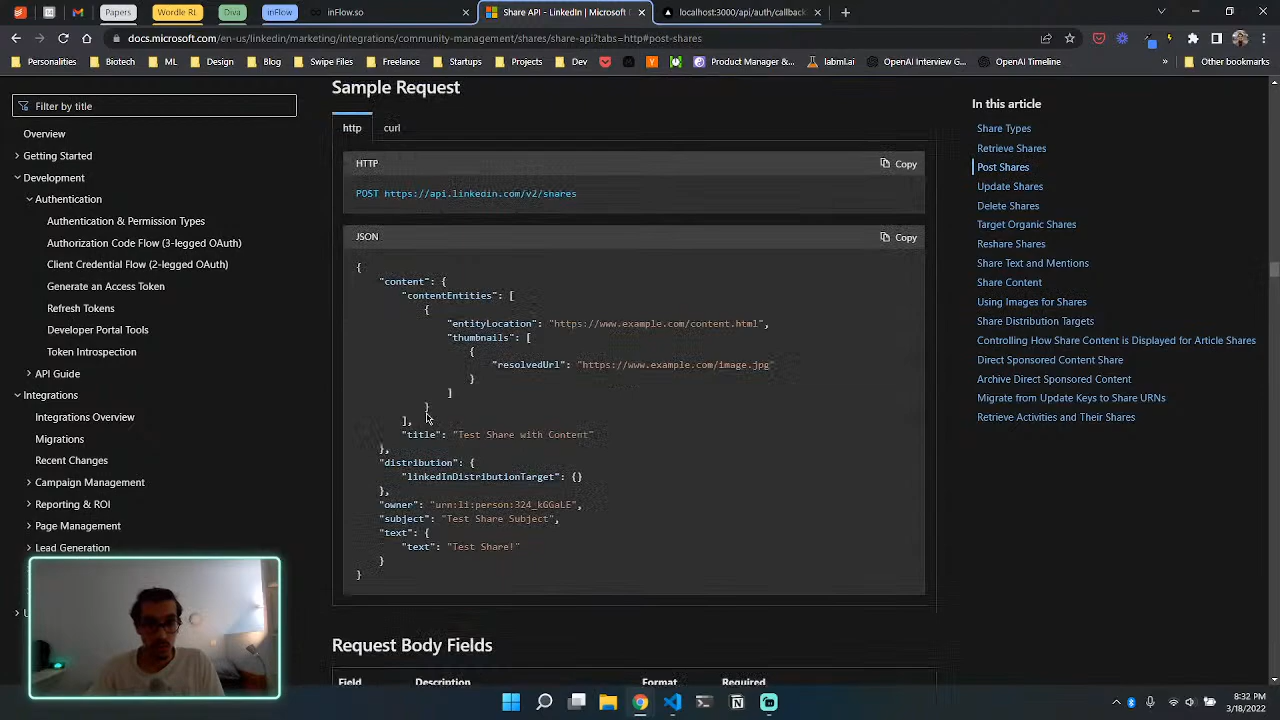 Papers
Wordle RL
Diva
inFlow
inFlow.so
Share API - LinkedIn | Microsoft
localhost:3000/api/auth/callback
docs.microsoft.com/en-us/linkedin/marketing/integrations/community-management/shares/share-api?tabs=http#post-shares
Personalities
Biotech
ML
Design
Blog
Swipe Files
Freelance
Startups
Projects
Dev
Product Manager &...
labml.ai
OpenAI Interview G...
OpenAI Timeline
Other bookmarks
Filter by title
Overview
Getting Started
Development
Authentication
Authentication & Permission Types
Authorization Code Flow (3-legged OAuth)
Client Credential Flow (2-legged OAuth)
Generate an Access Token
Refresh Tokens
Developer Portal Tools
Token Introspection
API Guide
Integrations
Integrations Overview
Migrations
Recent Changes
Campaign Management
Reporting & ROI
Page Management
Lead Generation
Sample Request
http
curl
HTTP
Copy
POST https://api.linkedin.com/v2/shares
JSON
Copy
{
"content": {
"contentEntities": [
{
"entityLocation": "https://www.example.com/content.html",
"thumbnails": [
{
"resolvedUrl": "https://www.example.com/image.jpg"
}
]
}
],
"title": "Test Share with Content"
},
"distribution": {
"linkedInDistributionTarget": {}
},
"owner": "urn:li:person:324_kGGaLE",
"subject": "Test Share Subject",
"text": {
"text": "Test Share!"
}
}
Request Body Fields
Field
Description
Format
Required
In this article
Share Types
Retrieve Shares
Post Shares
Update Shares
Delete Shares
Target Organic Shares
Reshare Shares
Share Text and Mentions
Share Content
Using Images for Shares
Share Distribution Targets
Controlling How Share Content is Displayed for Article Shares
Direct Sponsored Content Share
Archive Direct Sponsored Content
Migrate from Update Keys to Share URNs
Retrieve Activities and Their Shares
8:32 PM
3/18/2022